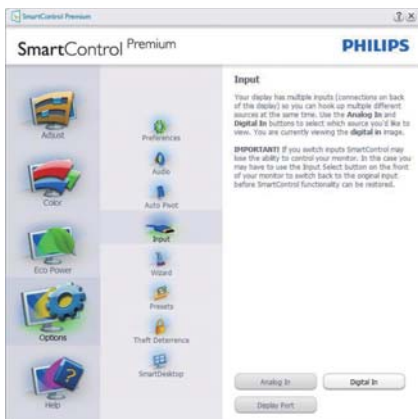 SmartControl Premium
SmartControl Premium
PHILIPS
Adjust
Color
Eco Power
Options
Help
Preferences
Audio
Auto Pivot
Input
Wizard
Presets
Theft Deterrence
SmartDesktop
Input
Your display has multiple inputs (connections on back
of this display) so you can hook up multiple different
sources at the same time. Use the Analog In and
Digital In buttons to select which source you'd like to
view. You are currently viewing the digital in image.
IMPORTANT! If you switch inputs SmartControl may
lose the ability to control your monitor. In this case you
may have to use the Input Select button on the front
of your monitor to switch back to the original input
before SmartControl functionality can be restored.
Analog In
Digital In
Display Port